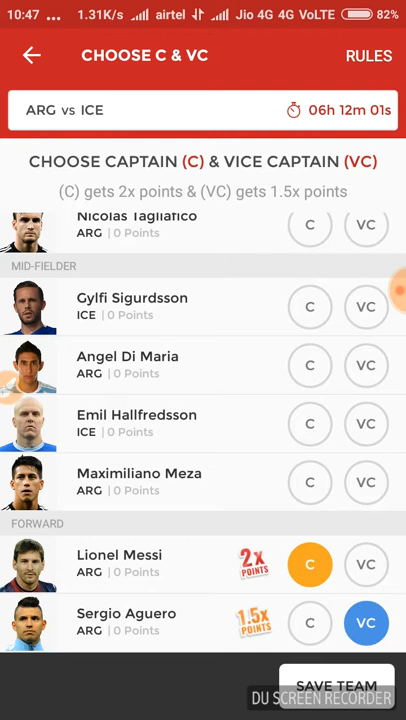 10:47 ... 1.31K/s airtel Jio 4G 4G VoLTE 82%
CHOOSE C & VC RULES
ARG vs ICE 06h 12m 01s
CHOOSE CAPTAIN (C) & VICE CAPTAIN (VC)
(C) gets 2x points & (VC) gets 1.5x points
Nicolas Tagliafico C VC
ARG | 0 Points
MID-FIELDER
Gylfi Sigurdsson C VC
ICE | 0 Points
Angel Di Maria C VC
ARG | 0 Points
Emil Hallfredsson C VC
ICE | 0 Points
Maximiliano Meza C VC
ARG | 0 Points
FORWARD
Lionel Messi 2x POINTS C VC
ARG | 0 Points
Sergio Aguero 1.5x POINTS C VC
ARG | 0 Points
SAVE TEAM
DU SCREEN RECORDER